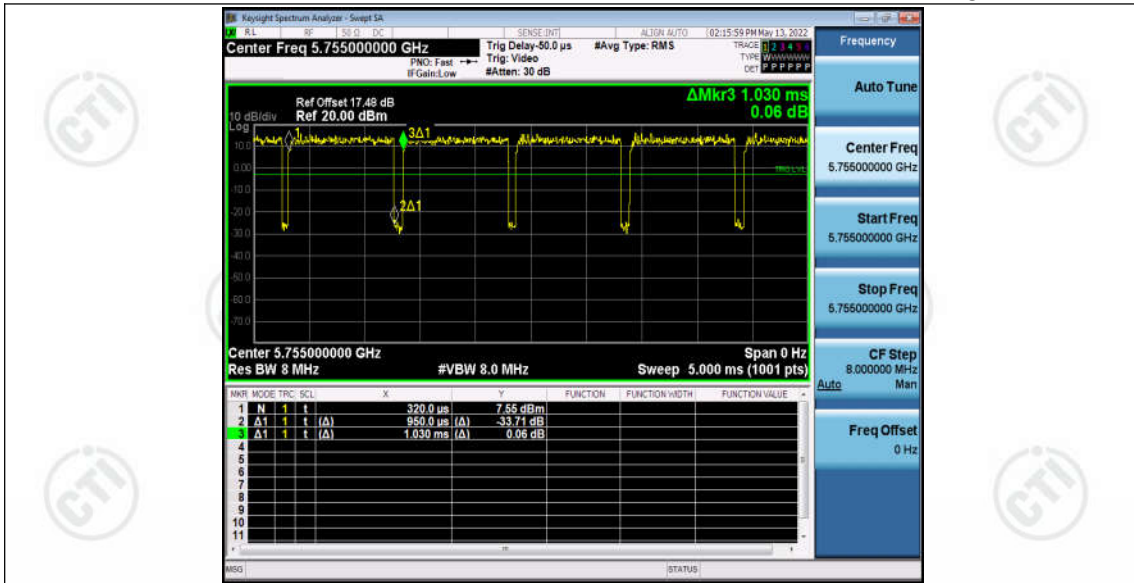 Keysight Spectrum Analyzer - Swept SA
RL RF 50 Ω DC SENSE:INT ALIGN AUTO 02:15:59 PM May 13, 2022
Center Freq 5.755000000 GHz Trig Delay-50.0 µs #Avg Type: RMS TRACE 1 2 3 4 5 6
PNO: Fast Trig: Video TYPE WWWWWW
IFGain:Low #Atten: 30 dB DET P P P P P P
ΔMkr3 1.030 ms
0.06 dB
Ref Offset 17.48 dB
10 dB/div Ref 20.00 dBm
Log
10.0
0.00
-10.0
-20.0
-30.0
-40.0
-50.0
-60.0
-70.0
1
3Δ1
2Δ1
TRIG LVL
Center 5.755000000 GHz Span 0 Hz
Res BW 8 MHz #VBW 8.0 MHz Sweep 5.000 ms (1001 pts)
MKR MODE TRC SCL X Y FUNCTION FUNCTION WIDTH FUNCTION VALUE
1 N 1 t 320.0 µs 7.55 dBm
2 Δ1 1 t (Δ) 950.0 µs (Δ) -33.71 dB
3 Δ1 1 t (Δ) 1.030 ms (Δ) 0.06 dB
4
5
6
7
8
9
10
11
MSG STATUS
Frequency
Auto Tune
Center Freq
5.755000000 GHz
Start Freq
5.755000000 GHz
Stop Freq
5.755000000 GHz
CF Step
8.000000 MHz
Auto Man
Freq Offset
0 Hz
CTI
CTI
CTI
CTI